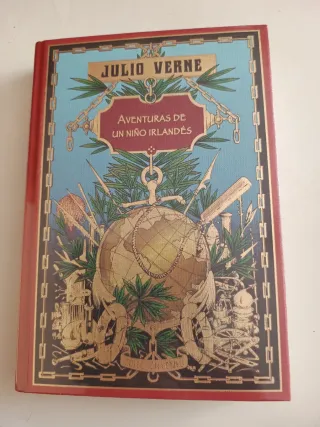 JULIO VERNE
AVENTURAS DE
UN NIÑO IRLANDÉS